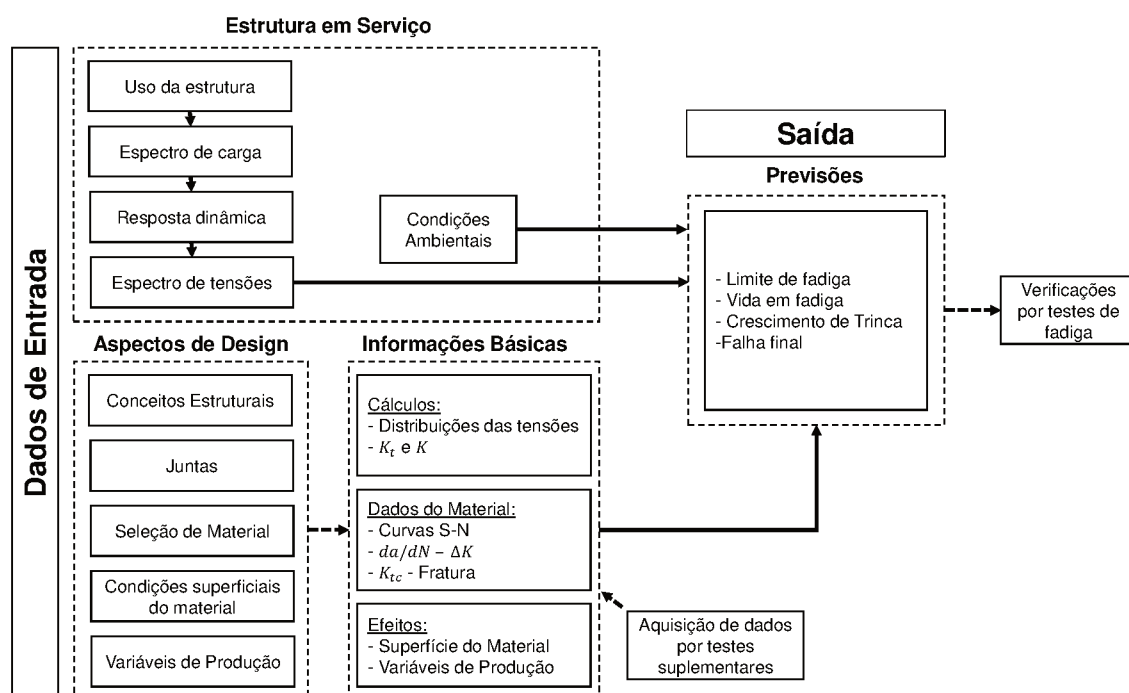 Estrutura em Serviço
Dados de Entrada
Uso da estrutura
Espectro de carga
Resposta dinâmica
Espectro de tensões
Condições
Ambientais
Saída
Previsões
- Limite de fadiga
- Vida em fadiga
- Crescimento de Trinca
-Falha final
Verificações
por testes de
fadiga
Aspectos de Design
Conceitos Estruturais
Juntas
Seleção de Material
Condições superficiais
do material
Variáveis de Produção
Informações Básicas
Cálculos:
- Distribuições das tensões
- K_t e K
Dados do Material:
- Curvas S-N
- da/dN − ΔK
- K_tc - Fratura
Efeitos:
- Superfície do Material
- Variáveis de Produção
Aquisição de dados
por testes
suplementares